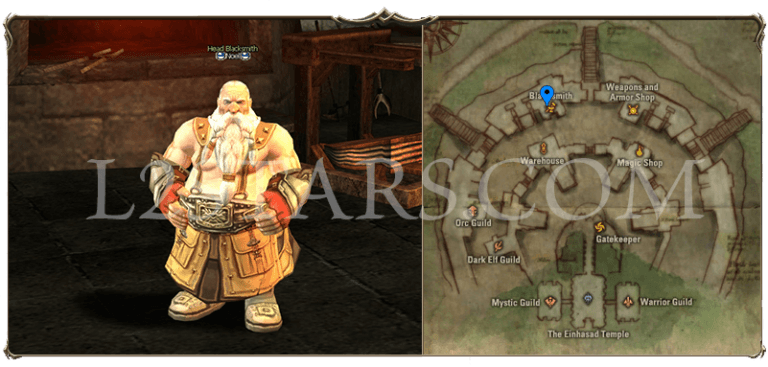 Head Blacksmith
Noel
L2STARS.COM
Blacksmith
Weapons and
Armor Shop
Warehouse
Magic Shop
Orc Guild
Gatekeeper
Dark Elf Guild
Mystic Guild
Warrior Guild
The Einhasad Temple